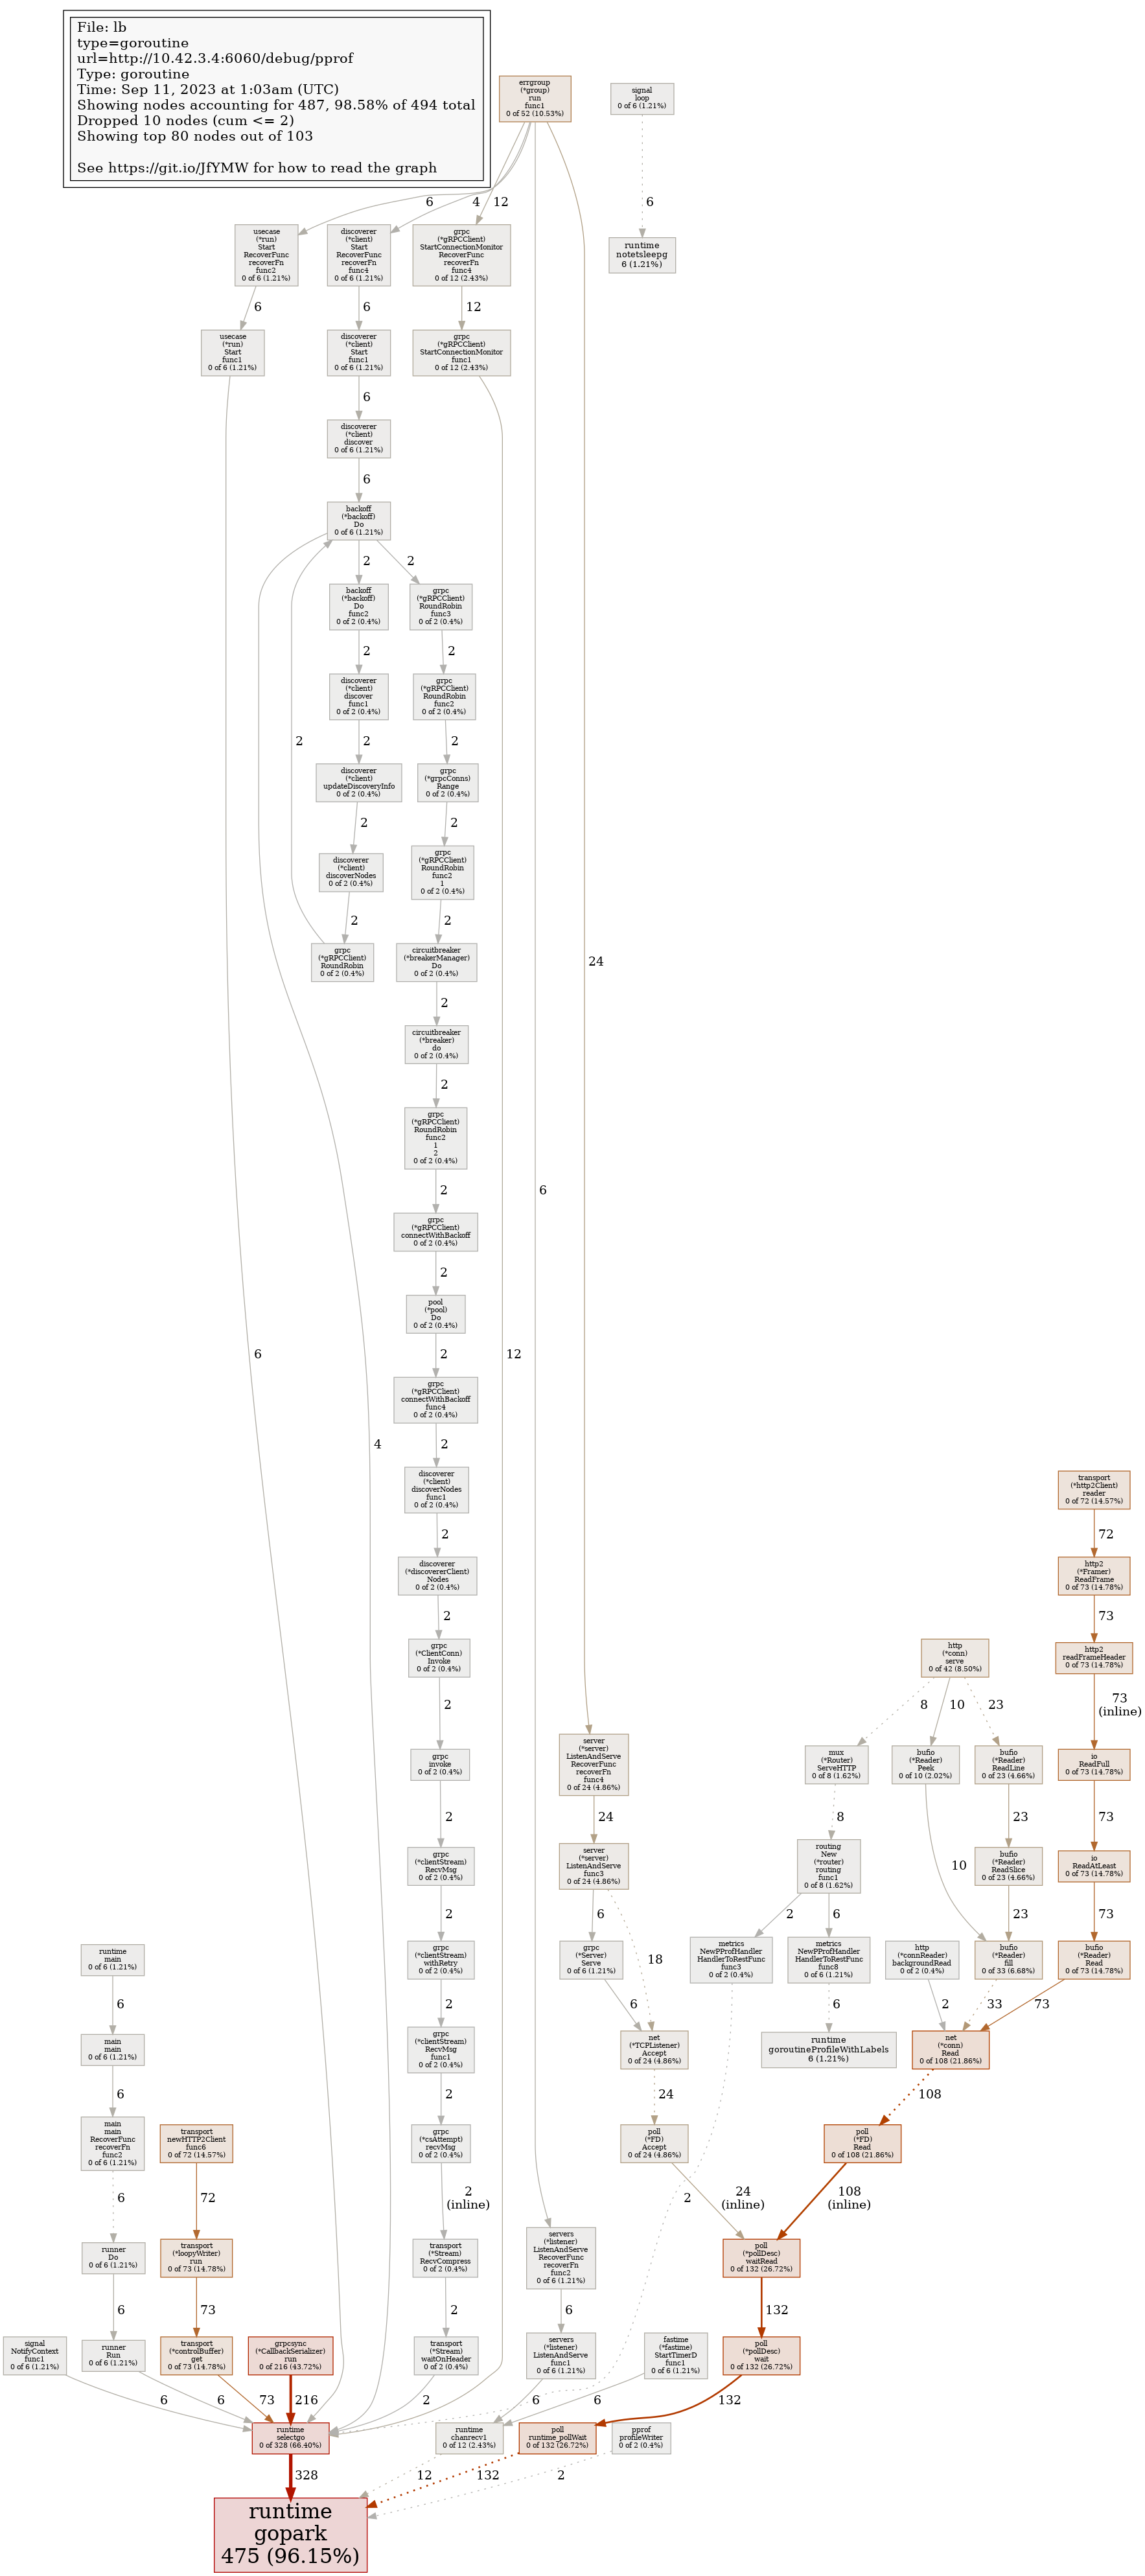 File: lb
type=goroutine
url=http://10.42.3.4:6060/debug/pprof
Type: goroutine
Time: Sep 11, 2023 at 1:03am (UTC)
Showing nodes accounting for 487, 98.58% of 494 total
Dropped 10 nodes (cum <= 2)
Showing top 80 nodes out of 103
See https://git.io/JfYMW for how to read the graph
errgroup
(*group)
run
func1
0 of 52 (10.53%)
signal
loop
0 of 6 (1.21%)
6
4
12
6
usecase
(*run)
Start
RecoverFunc
recoverFn
func2
0 of 6 (1.21%)
discoverer
(*client)
Start
RecoverFunc
recoverFn
func4
0 of 6 (1.21%)
grpc
(*gRPCClient)
StartConnectionMonitor
RecoverFunc
recoverFn
func4
0 of 12 (2.43%)
runtime
notetsleepg
6 (1.21%)
6
6
12
usecase
(*run)
Start
func1
0 of 6 (1.21%)
discoverer
(*client)
Start
func1
0 of 6 (1.21%)
grpc
(*gRPCClient)
StartConnectionMonitor
func1
0 of 12 (2.43%)
6
discoverer
(*client)
discover
0 of 6 (1.21%)
6
backoff
(*backoff)
Do
0 of 6 (1.21%)
2
2
backoff
(*backoff)
Do
func2
0 of 2 (0.4%)
grpc
(*gRPCClient)
RoundRobin
func3
0 of 2 (0.4%)
2
2
discoverer
(*client)
discover
func1
0 of 2 (0.4%)
grpc
(*gRPCClient)
RoundRobin
func2
0 of 2 (0.4%)
2
2
2
discoverer
(*client)
updateDiscoveryInfo
0 of 2 (0.4%)
grpc
(*grpcConns)
Range
0 of 2 (0.4%)
2
2
discoverer
(*client)
discoverNodes
0 of 2 (0.4%)
grpc
(*gRPCClient)
RoundRobin
func2
1
0 of 2 (0.4%)
2
2
grpc
(*gRPCClient)
RoundRobin
0 of 2 (0.4%)
circuitbreaker
(*breakerManager)
Do
0 of 2 (0.4%)
24
2
circuitbreaker
(*breaker)
do
0 of 2 (0.4%)
2
grpc
(*gRPCClient)
RoundRobin
func2
1
2
0 of 2 (0.4%)
2
6
grpc
(*gRPCClient)
connectWithBackoff
0 of 2 (0.4%)
2
pool
(*pool)
Do
0 of 2 (0.4%)
6
2
12
grpc
(*gRPCClient)
connectWithBackoff
func4
0 of 2 (0.4%)
4
2
discoverer
(*client)
discoverNodes
func1
0 of 2 (0.4%)
transport
(*http2Client)
reader
0 of 72 (14.57%)
2
72
discoverer
(*discovererClient)
Nodes
0 of 2 (0.4%)
http2
(*Framer)
ReadFrame
0 of 73 (14.78%)
2
73
grpc
(*ClientConn)
Invoke
0 of 2 (0.4%)
http
(*conn)
serve
0 of 42 (8.50%)
http2
readFrameHeader
0 of 73 (14.78%)
2
8
10
23
73
(inline)
grpc
invoke
0 of 2 (0.4%)
server
(*server)
ListenAndServe
RecoverFunc
recoverFn
func4
0 of 24 (4.86%)
mux
(*Router)
ServeHTTP
0 of 8 (1.62%)
bufio
(*Reader)
Peek
0 of 10 (2.02%)
bufio
(*Reader)
ReadLine
0 of 23 (4.66%)
io
ReadFull
0 of 73 (14.78%)
2
24
8
23
73
grpc
(*clientStream)
RecvMsg
0 of 2 (0.4%)
server
(*server)
ListenAndServe
func3
0 of 24 (4.86%)
routing
New
(*router)
routing
func1
0 of 8 (1.62%)
bufio
(*Reader)
ReadSlice
0 of 23 (4.66%)
io
ReadAtLeast
0 of 73 (14.78%)
2
6
18
2
6
10
23
73
runtime
main
0 of 6 (1.21%)
grpc
(*clientStream)
withRetry
0 of 2 (0.4%)
grpc
(*Server)
Serve
0 of 6 (1.21%)
metrics
NewPProfHandler
HandlerToRestFunc
func3
0 of 2 (0.4%)
metrics
NewPProfHandler
HandlerToRestFunc
func8
0 of 6 (1.21%)
http
(*connReader)
backgroundRead
0 of 2 (0.4%)
bufio
(*Reader)
fill
0 of 33 (6.68%)
bufio
(*Reader)
Read
0 of 73 (14.78%)
6
2
6
6
2
33
73
main
main
0 of 6 (1.21%)
grpc
(*clientStream)
RecvMsg
func1
0 of 2 (0.4%)
net
(*TCPListener)
Accept
0 of 24 (4.86%)
runtime
goroutineProfileWithLabels
6 (1.21%)
net
(*conn)
Read
0 of 108 (21.86%)
6
2
24
108
main
main
RecoverFunc
recoverFn
func2
0 of 6 (1.21%)
transport
newHTTP2Client
func6
0 of 72 (14.57%)
grpc
(*csAttempt)
recvMsg
0 of 2 (0.4%)
poll
(*FD)
Accept
0 of 24 (4.86%)
poll
(*FD)
Read
0 of 108 (21.86%)
6
72
2
(inline)
2
24
(inline)
108
(inline)
runner
Do
0 of 6 (1.21%)
transport
(*loopyWriter)
run
0 of 73 (14.78%)
transport
(*Stream)
RecvCompress
0 of 2 (0.4%)
servers
(*listener)
ListenAndServe
RecoverFunc
recoverFn
func2
0 of 6 (1.21%)
poll
(*pollDesc)
waitRead
0 of 132 (26.72%)
6
73
2
6
132
signal
NotifyContext
func1
0 of 6 (1.21%)
runner
Run
0 of 6 (1.21%)
transport
(*controlBuffer)
get
0 of 73 (14.78%)
grpcsync
(*CallbackSerializer)
run
0 of 216 (43.72%)
transport
(*Stream)
waitOnHeader
0 of 2 (0.4%)
servers
(*listener)
ListenAndServe
func1
0 of 6 (1.21%)
fastime
(*fastime)
StartTimerD
func1
0 of 6 (1.21%)
poll
(*pollDesc)
wait
0 of 132 (26.72%)
6
6
73
216
2
6
6
132
runtime
selectgo
0 of 328 (66.40%)
runtime
chanrecv1
0 of 12 (2.43%)
poll
runtime_pollWait
0 of 132 (26.72%)
pprof
profileWriter
0 of 2 (0.4%)
328
12
132
2
runtime
gopark
475 (96.15%)